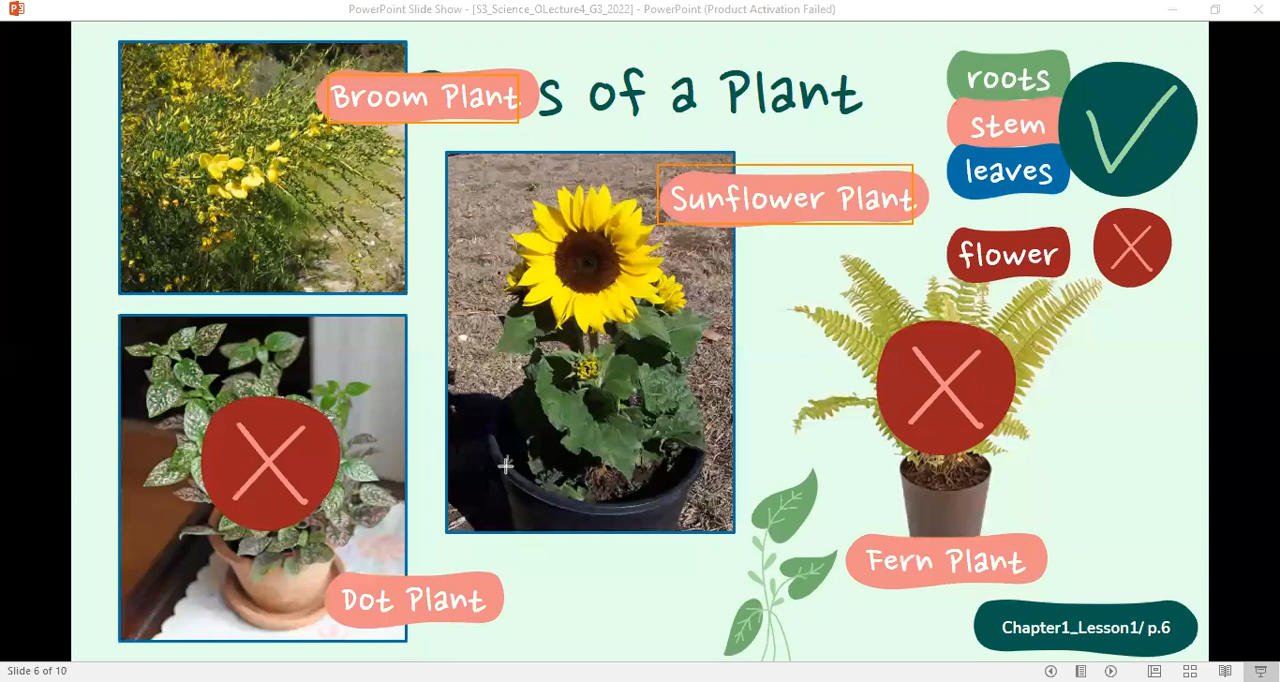 PowerPoint Slide Show - [S3_Science_OLecture4_G3_2022] - PowerPoint (Product Activation Failed)
Broom Plant
s of a Plant
roots
stem
leaves
Sunflower Plant
flower
Fern Plant
Dot Plant
Chapter1_Lesson1/ p.6
Slide 6 of 10